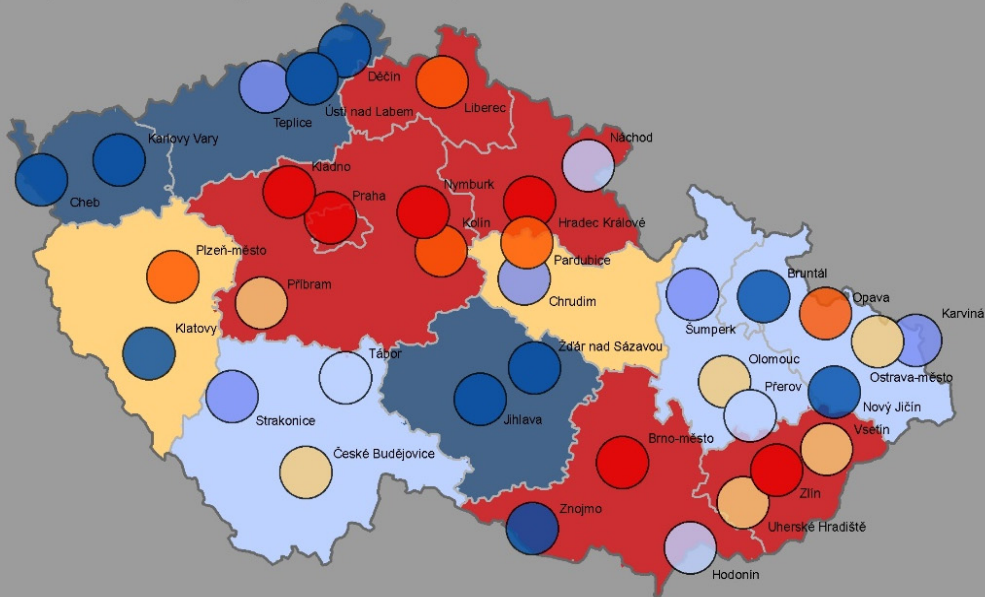 Děčín
Ústí nad Labem
Teplice
Liberec
Karlovy Vary
Cheb
Náchod
Kladno
Praha
Nymburk
Kolín
Hradec Králové
Pardubice
Chrudim
Plzeň-město
Příbram
Klatovy
Bruntál
Opava
Karviná
Šumperk
Žďár nad Sázavou
Tábor
Olomouc
Ostrava-město
Přerov
Strakonice
Nový Jičín
Jihlava
Vsetín
Brno-město
České Budějovice
Zlín
Znojmo
Uherské Hradiště
Hodonín